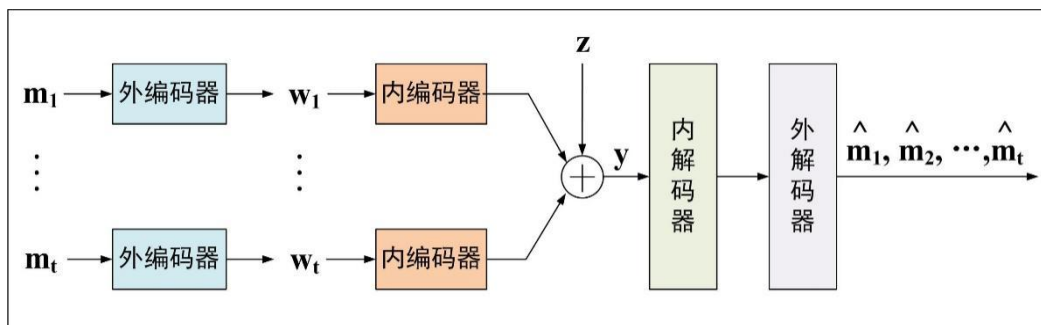 z
m1 外编码器 w1 内编码器
y
内解码器
外解码器
m̂1, m̂2, ···,m̂t
mt 外编码器 wt 内编码器